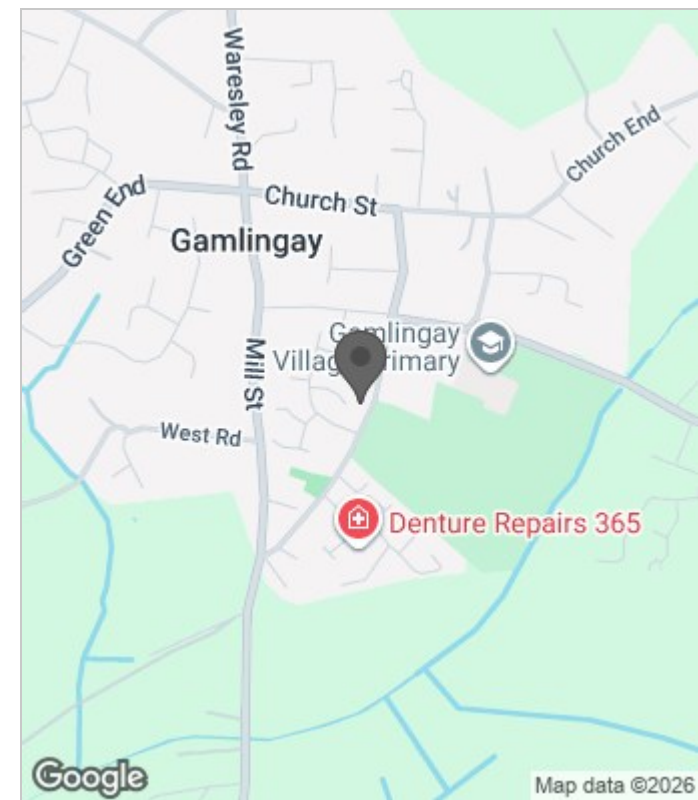 Waresley Rd
Church End
Church St
Green End
Gamlingay
Gamlingay
Village Primary
Mill St
West Rd
Denture Repairs 365
Google
Map data ©2026